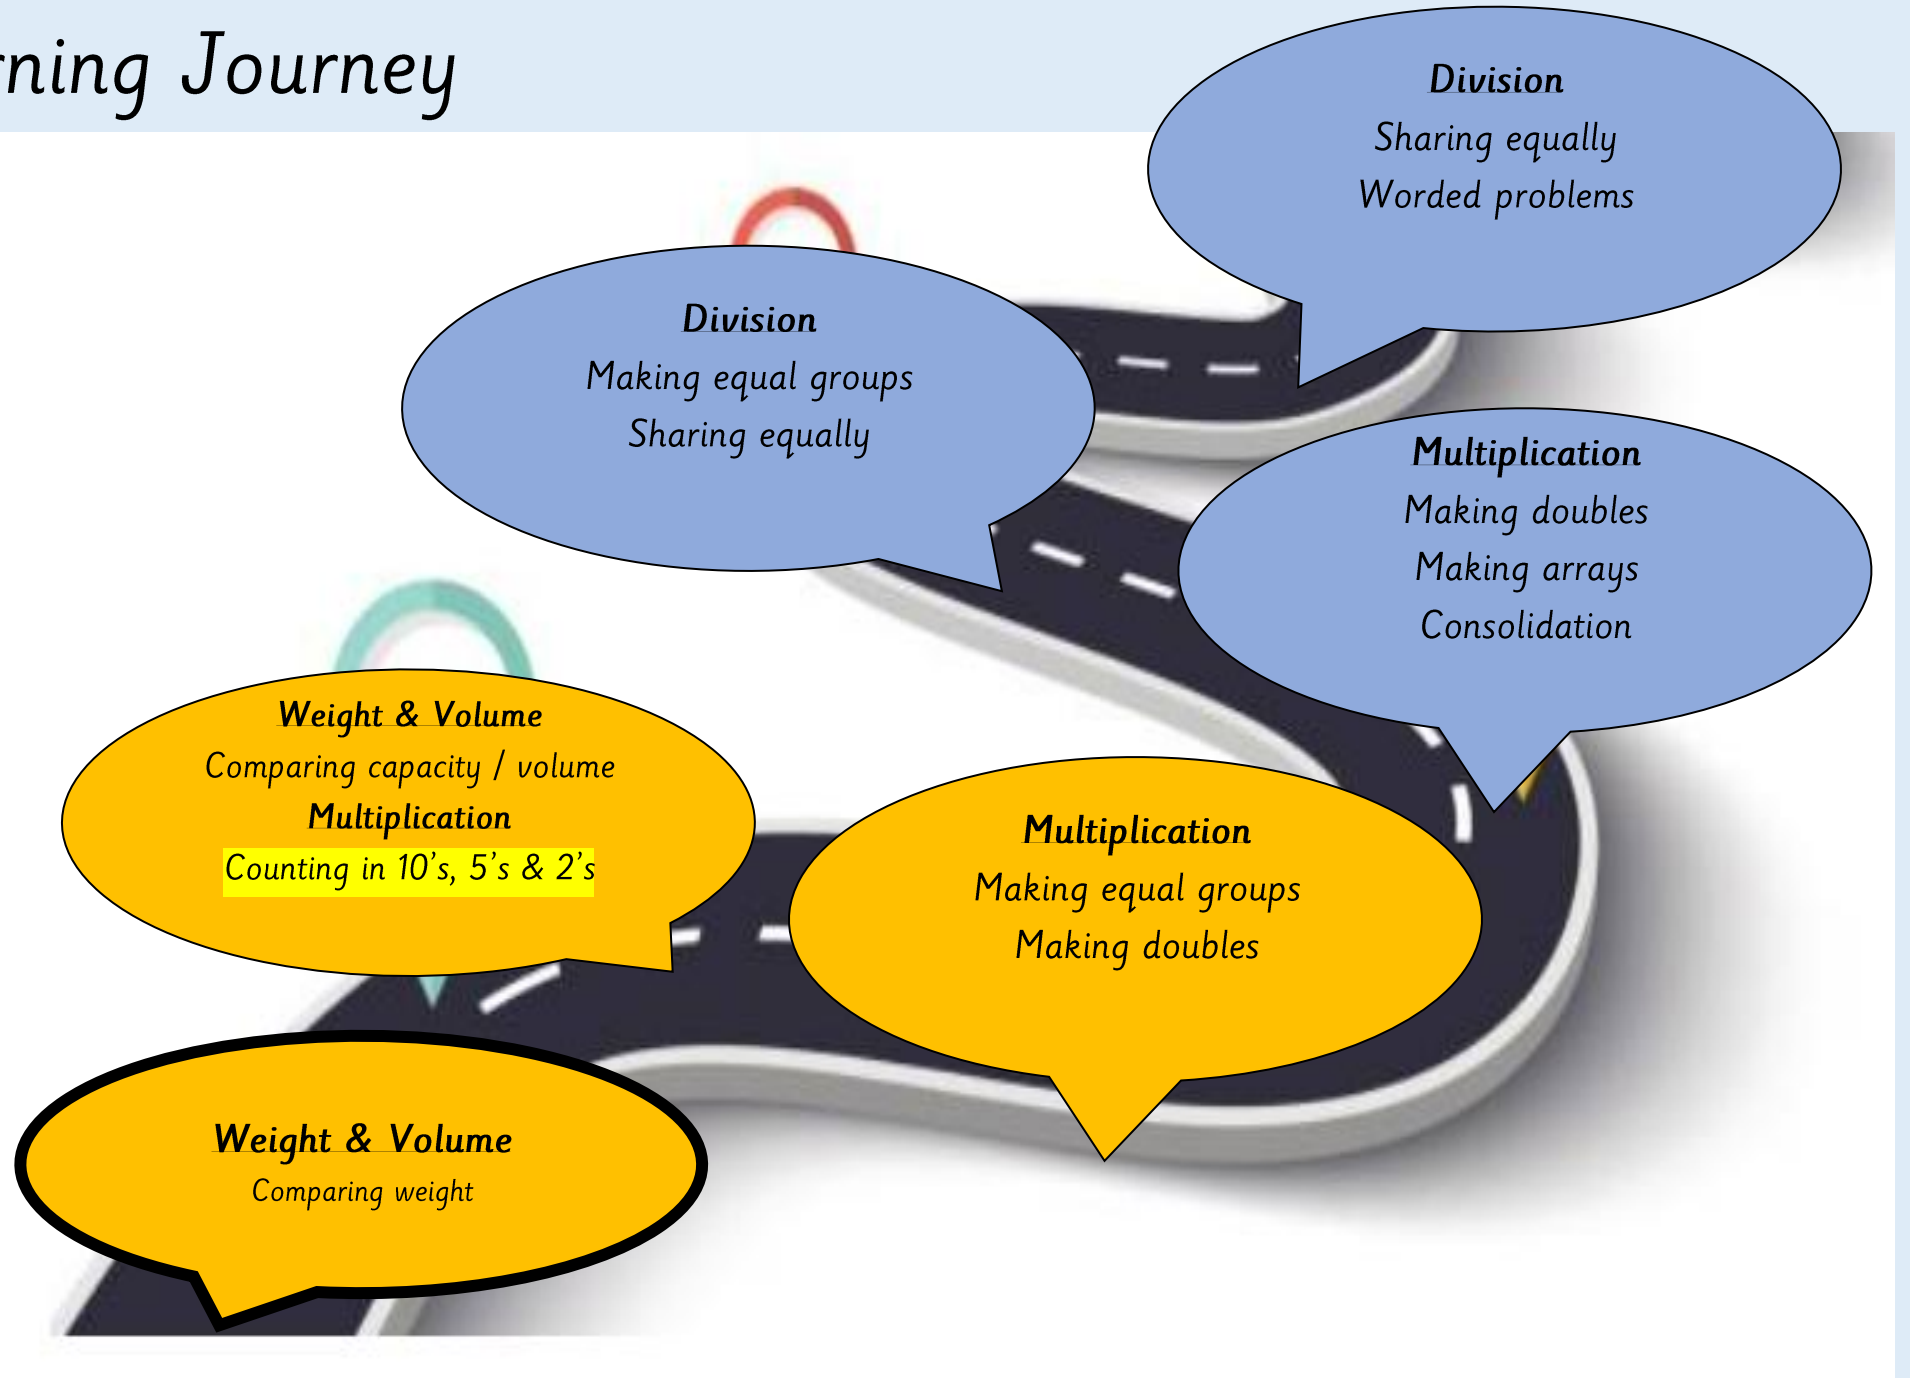 Journey
Division
Sharing equally
Worded problems
Division
Making equal groups
Sharing equally
Multiplication
Making doubles
Making arrays
Consolidation
Weight & Volume
Comparing capacity / volume
Multiplication
Counting in 10’s, 5’s & 2’s
Multiplication
Making equal groups
Making doubles
Weight & Volume
Comparing weight